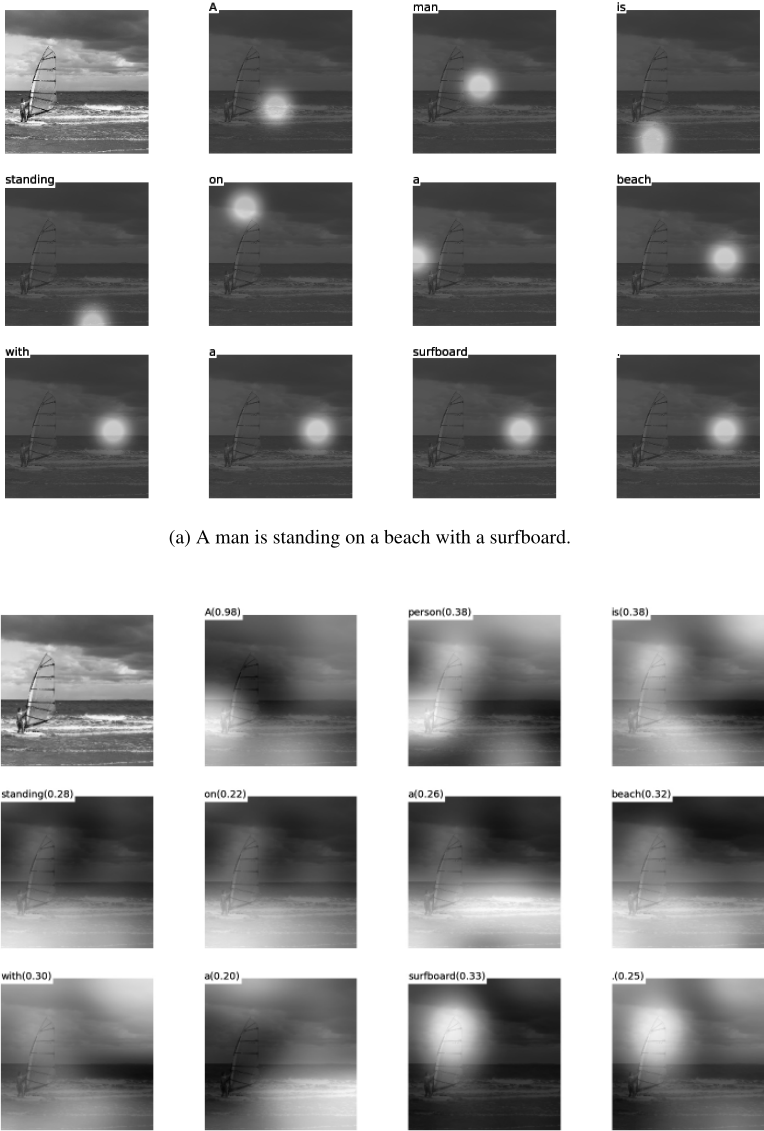 A man is
standing on a beach
with a surfboard .
(a) A man is standing on a beach with a surfboard.
A(0.98) person(0.38) is(0.38)
standing(0.28) on(0.22) a(0.26) beach(0.32)
with(0.30) a(0.20) surfboard(0.33) .(0.25)